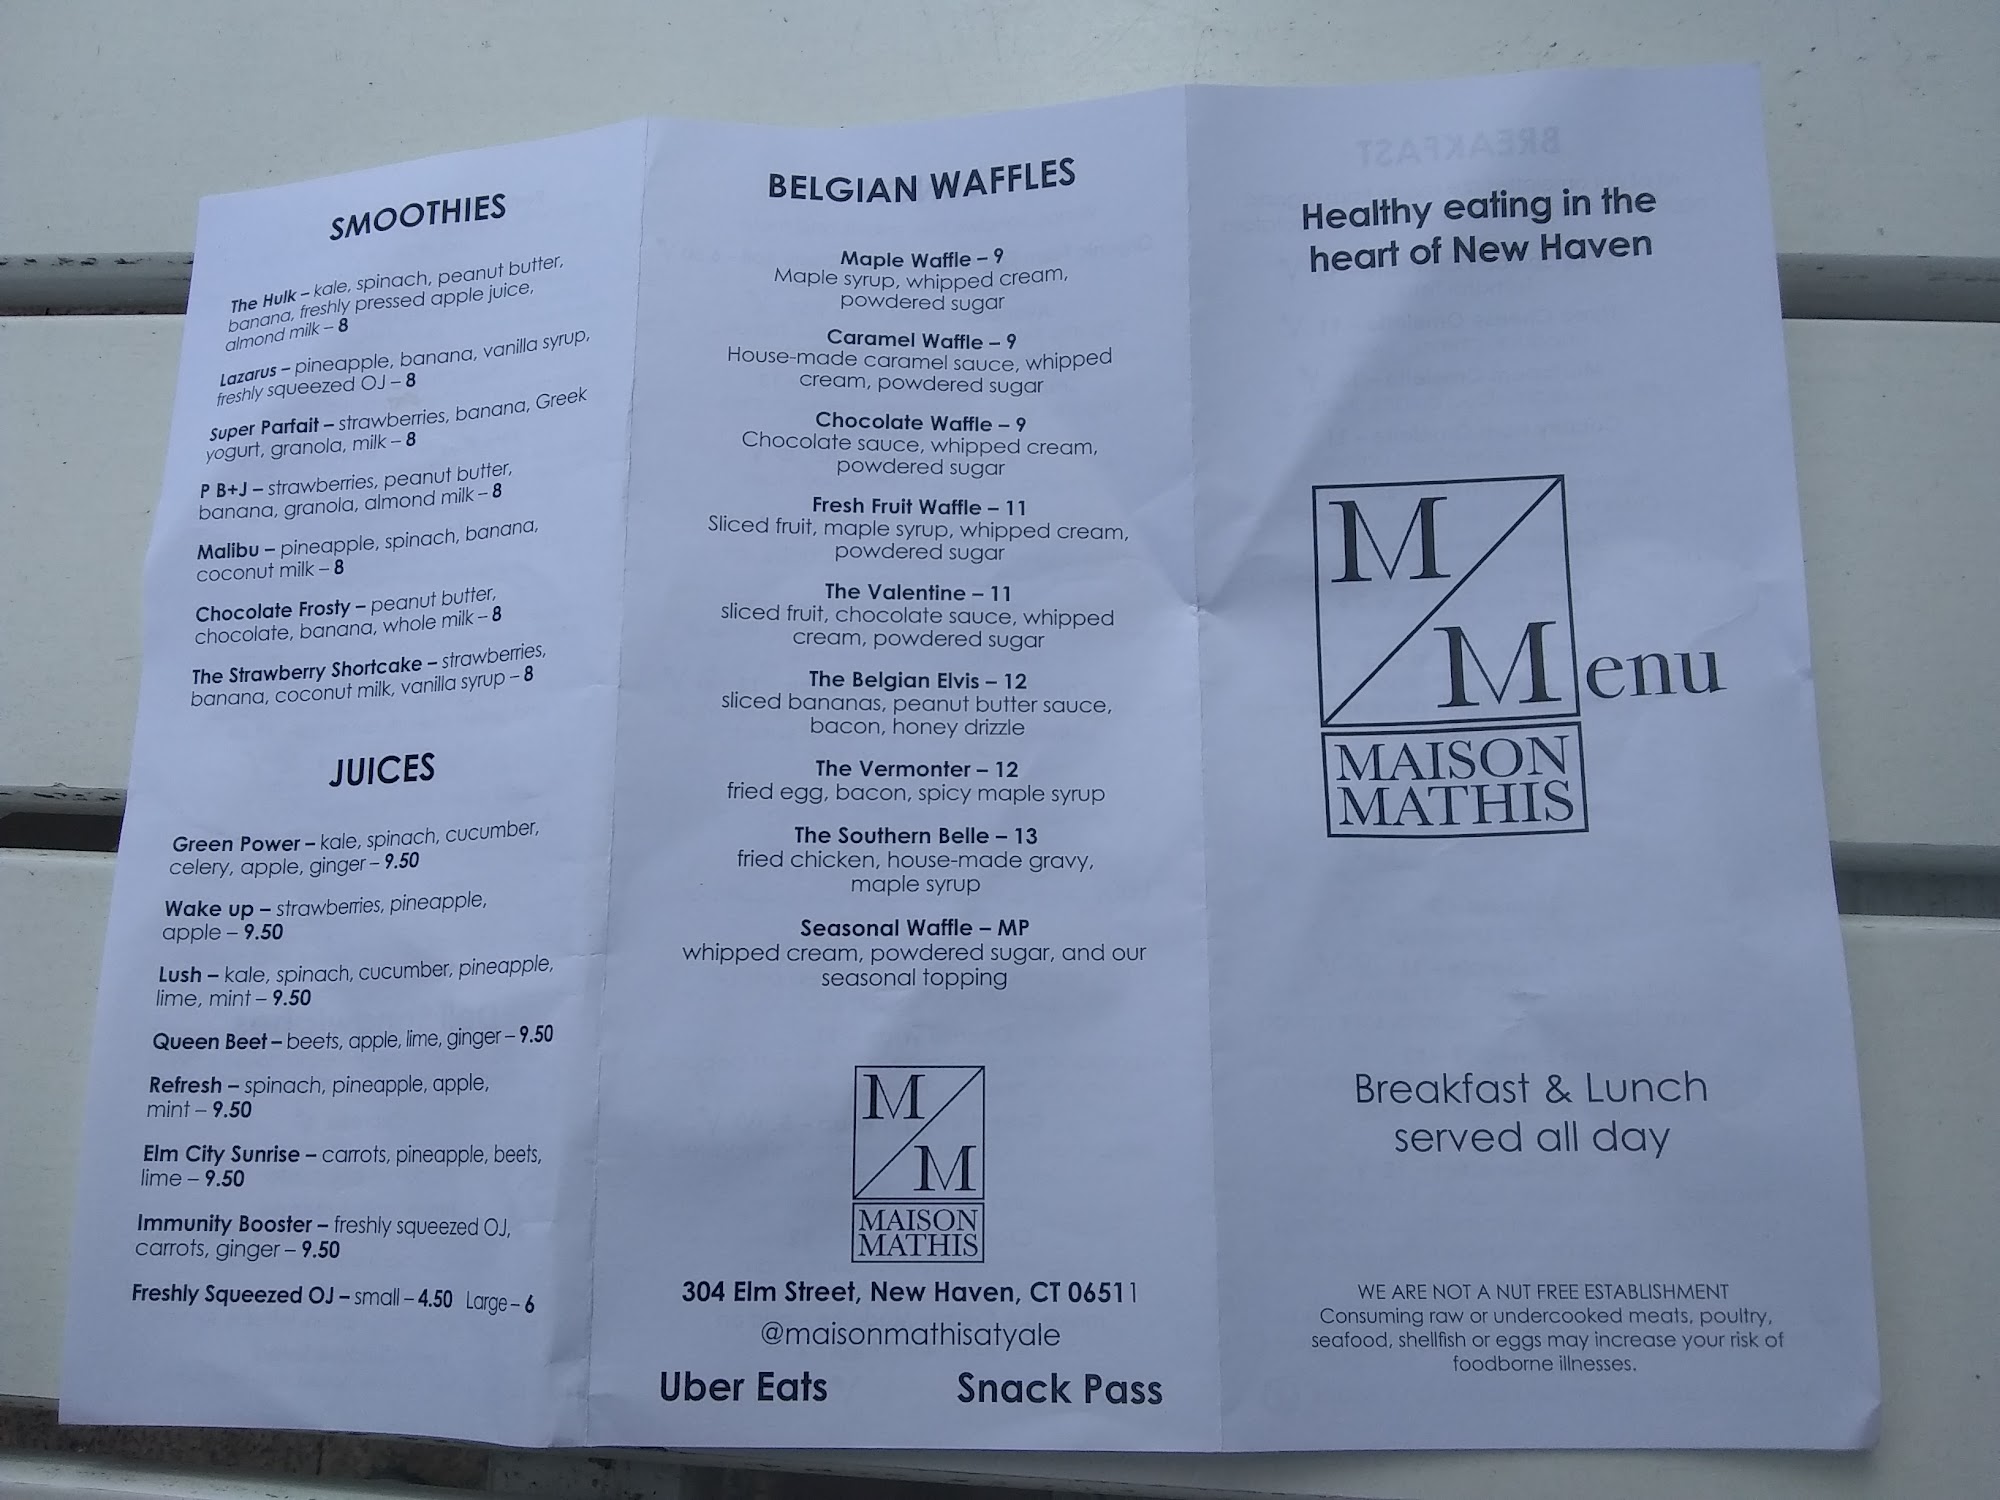 SMOOTHIES
The Hulk – kale, spinach, peanut butter,
banana, freshly pressed apple juice,
almond milk – 8
Lazarus – pineapple, banana, vanilla syrup,
freshly squeezed OJ – 8
Super Parfait – strawberries, banana, Greek
yogurt, granola, milk – 8
P B+J – strawberries, peanut butter,
banana, granola, almond milk – 8
Malibu – pineapple, spinach, banana,
coconut milk – 8
Chocolate Frosty – peanut butter,
chocolate, banana, whole milk – 8
The Strawberry Shortcake – strawberries,
banana, coconut milk, vanilla syrup – 8
JUICES
Green Power – kale, spinach, cucumber,
celery, apple, ginger – 9.50
Wake up – strawberries, pineapple,
apple – 9.50
Lush – kale, spinach, cucumber, pineapple,
lime, mint – 9.50
Queen Beet – beets, apple, lime, ginger – 9.50
Refresh – spinach, pineapple, apple,
mint – 9.50
Elm City Sunrise – carrots, pineapple, beets,
lime – 9.50
Immunity Booster – freshly squeezed OJ,
carrots, ginger – 9.50
Freshly Squeezed OJ – small – 4.50 Large – 6
BELGIAN WAFFLES
Maple Waffle – 9
Maple syrup, whipped cream,
powdered sugar
Caramel Waffle – 9
House-made caramel sauce, whipped
cream, powdered sugar
Chocolate Waffle – 9
Chocolate sauce, whipped cream,
powdered sugar
Fresh Fruit Waffle – 11
Sliced fruit, maple syrup, whipped cream,
powdered sugar
The Valentine – 11
sliced fruit, chocolate sauce, whipped
cream, powdered sugar
The Belgian Elvis – 12
sliced bananas, peanut butter sauce,
bacon, honey drizzle
The Vermonter – 12
fried egg, bacon, spicy maple syrup
The Southern Belle – 13
fried chicken, house-made gravy,
maple syrup
Seasonal Waffle – MP
whipped cream, powdered sugar, and our
seasonal topping
M
M
MAISON
MATHIS
304 Elm Street, New Haven, CT 06511
@maisonmathisatyale
Uber Eats Snack Pass
BREAKFAST
Healthy eating in the
heart of New Haven
M
Menu
MAISON
MATHIS
Breakfast & Lunch
served all day
WE ARE NOT A NUT FREE ESTABLISHMENT
Consuming raw or undercooked meats, poultry,
seafood, shellfish or eggs may increase your risk of
foodborne illnesses.